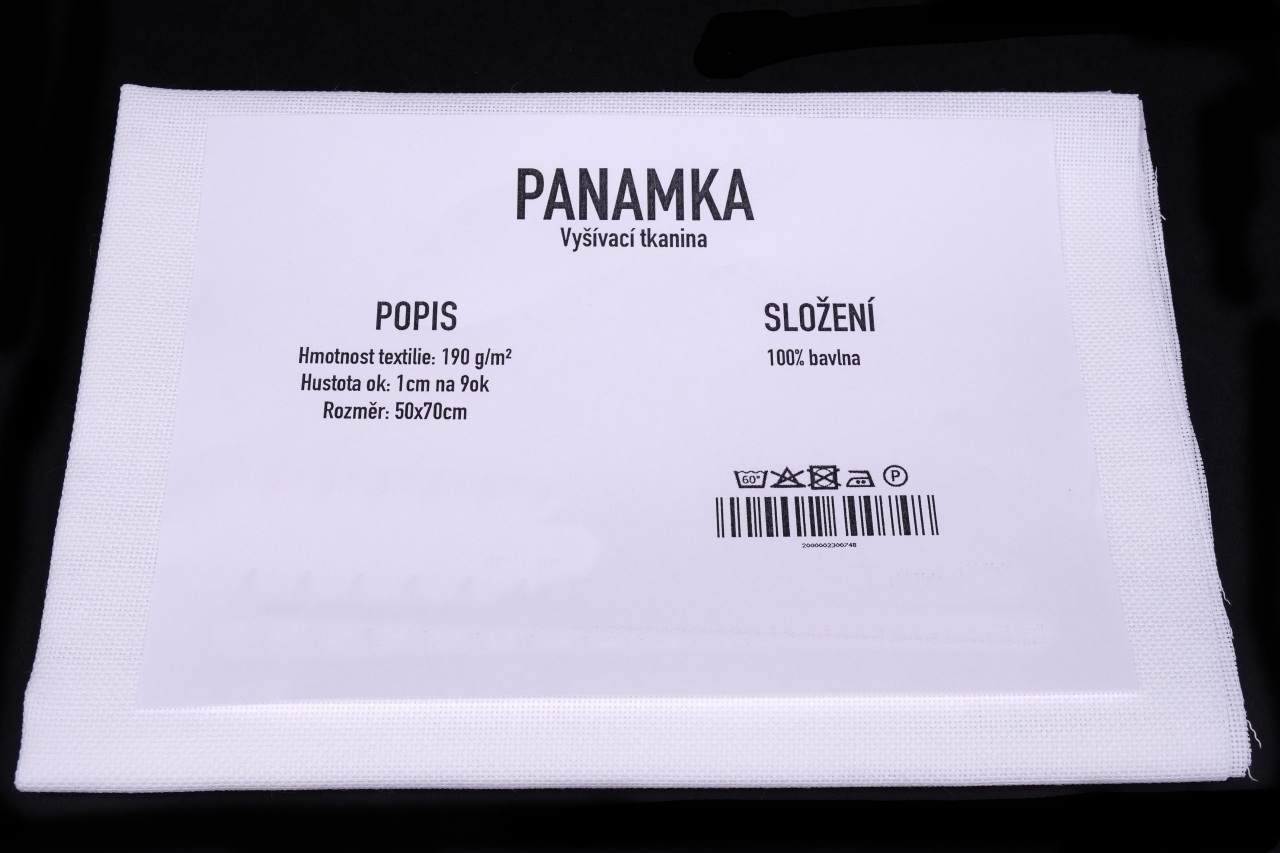 PANAMKA
Vyšívací tkanina
POPIS
Hmotnost textilie: 190 g/m²
Hustota ok: 1cm na 9ok
Rozměr: 50x70cm
SLOŽENÍ
100% bavlna
60° P
2000002300748